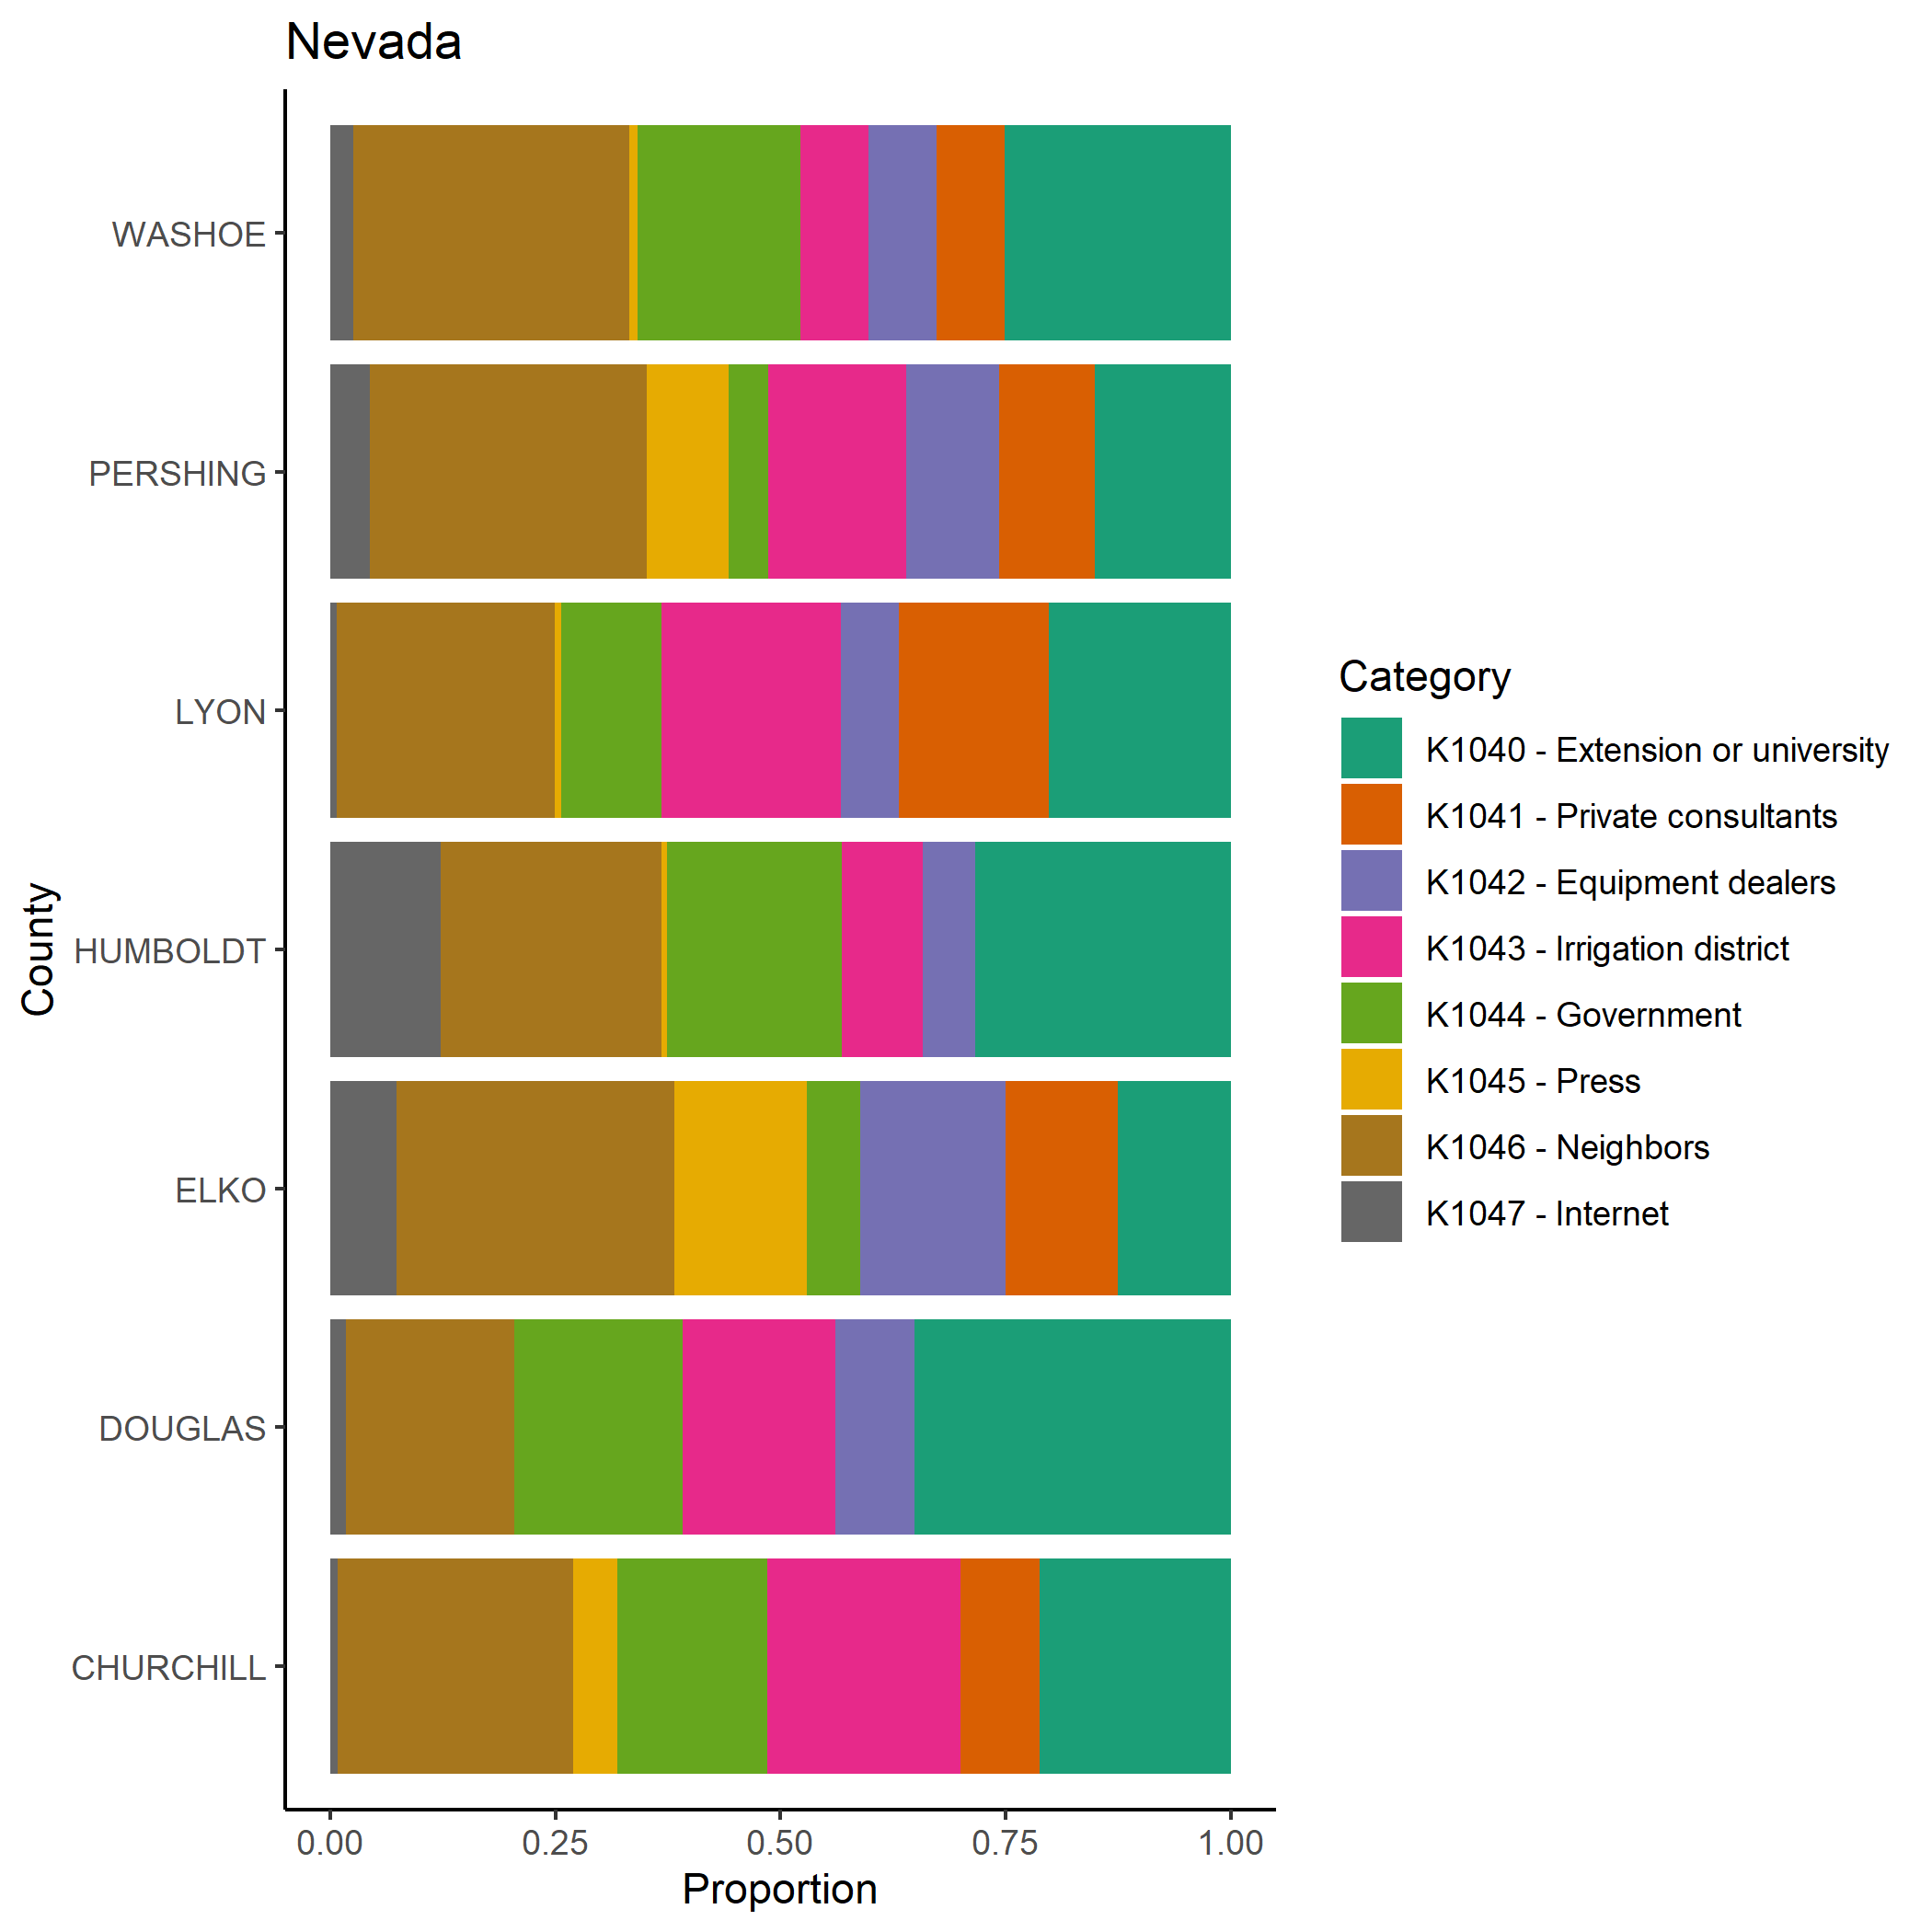 Nevada
WASHOE
PERSHING
LYON
HUMBOLDT
ELKO
DOUGLAS
CHURCHILL
County
0.00 0.25 0.50 0.75 1.00
Proportion
Category
K1040 - Extension or university
K1041 - Private consultants
K1042 - Equipment dealers
K1043 - Irrigation district
K1044 - Government
K1045 - Press
K1046 - Neighbors
K1047 - Internet